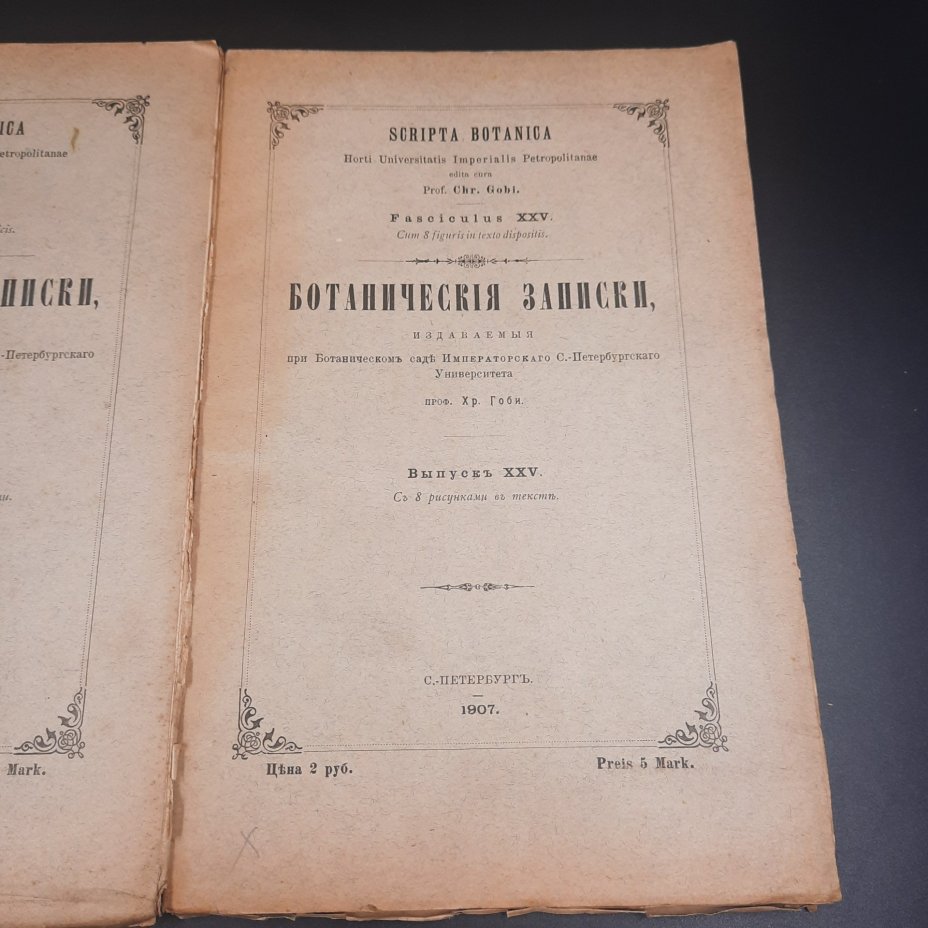 ICA
etropolitanae
cis.
ПИСКИ,
.-Петербургскаго
Mark.
SCRIPTA BOTANICA
Horti Universitatis Imperialis Petropolitanae
edita cura
Prof. Chr. Gobi.
Fasciculus XXV.
Cum 8 figuris in texto dispositis.
БОТАНИЧЕСКІЯ ЗАПИСКИ,
ИЗДАВАЕМЫЯ
при Ботаническомъ садѣ ИМПЕРАТОРСКАГО С.-Петербургскаго
Университета
ПРОФ. Хр. Гоби.
Выпускъ XXV.
Съ 8 рисунками въ текстѣ.
С.-ПЕТЕРБУРГЪ.
1907.
Цѣна 2 руб. Preis 5 Mark.